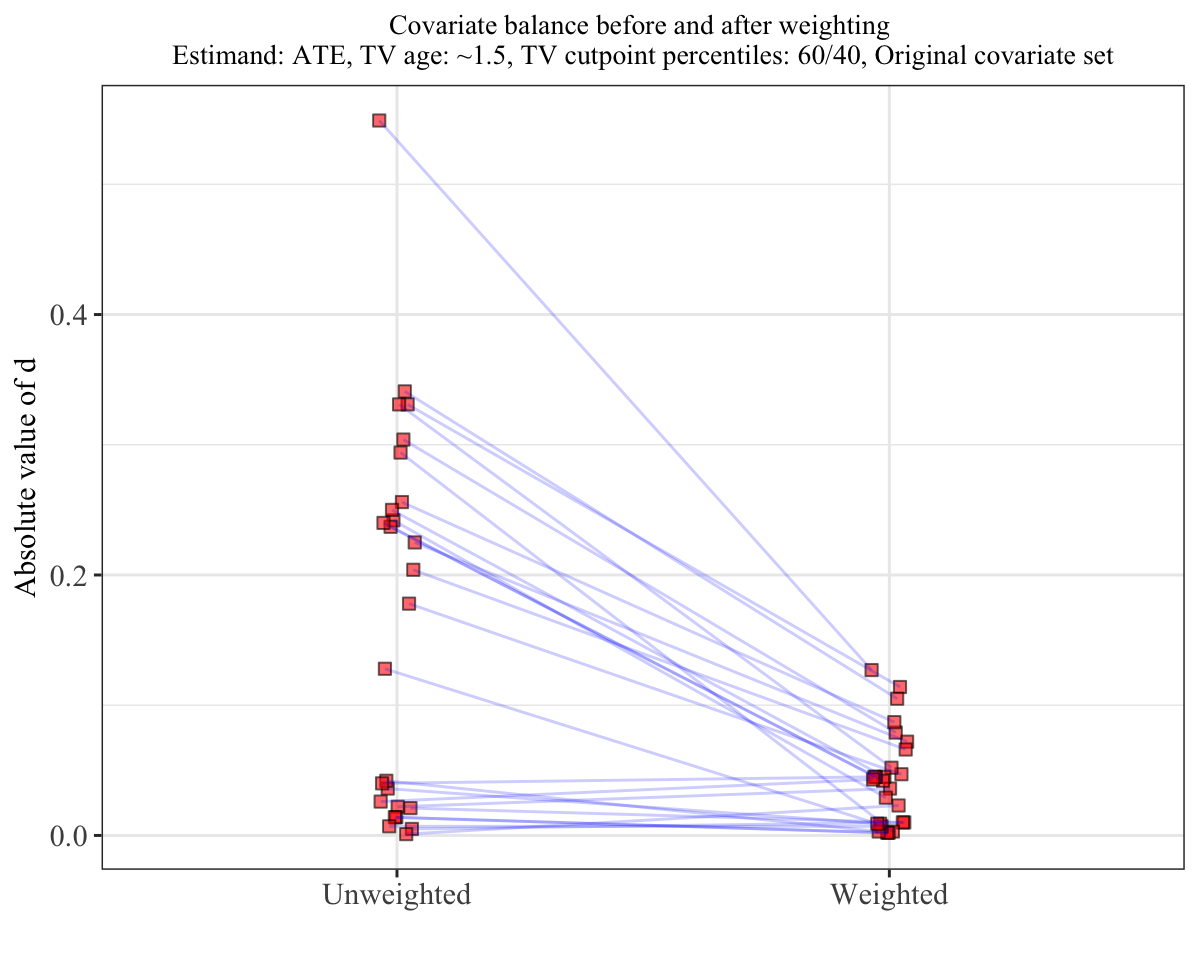 Covariate balance before and after weighting
Estimand: ATE, TV age: ~1.5, TV cutpoint percentiles: 60/40, Original covariate set
Absolute value of d
0.4
0.2
0.0
Unweighted
Weighted